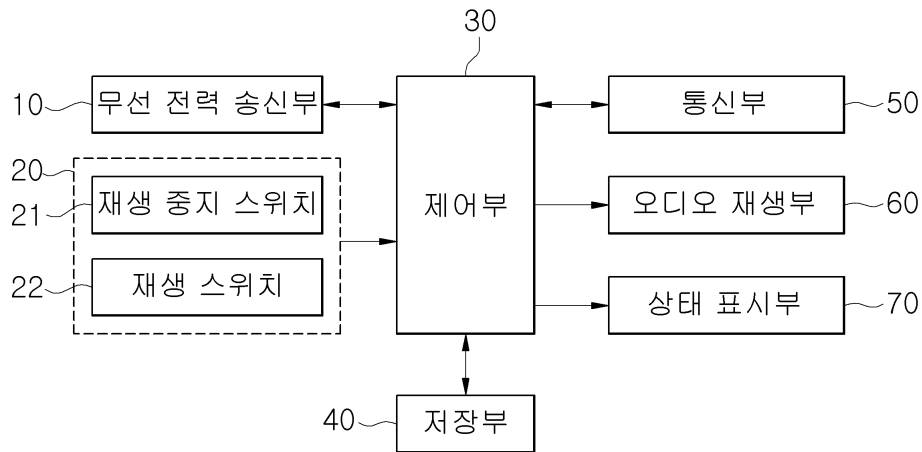 30
10
무선 전력 송신부
통신부
50
20
21
재생 중지 스위치
제어부
오디오 재생부
60
22
재생 스위치
상태 표시부
70
40
저장부